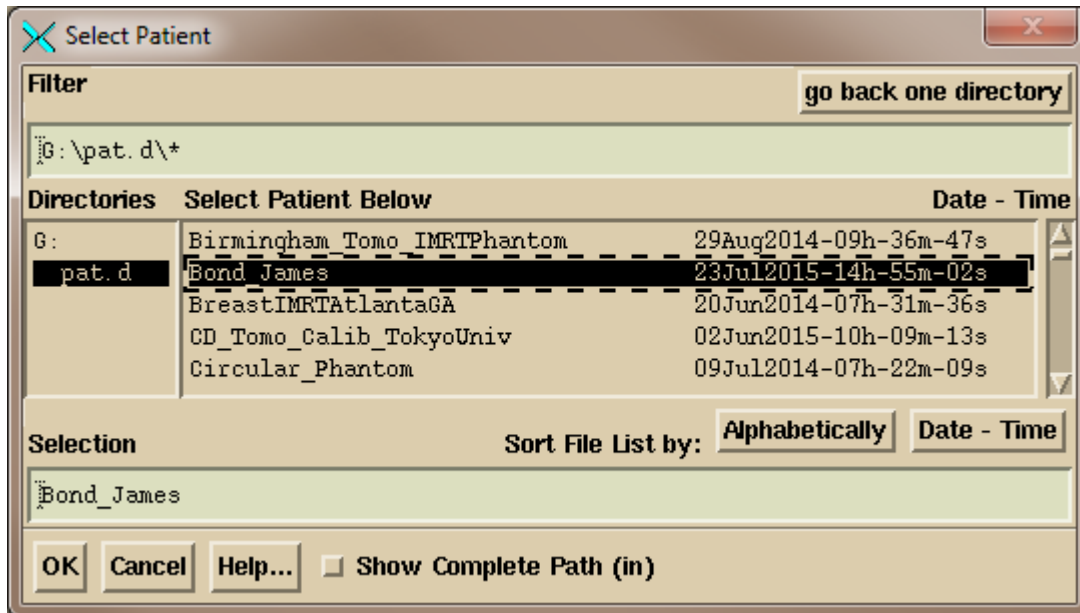 Select Patient
Filter
go back one directory
G:\pat.d\*
Directories Select Patient Below Date - Time
G: Birmingham_Tomo_IMRTPhantom 29Aug2014-09h-36m-47s
pat.d Bond_James 23Jul2015-14h-55m-02s
BreastIMRTAtlantaGA 20Jun2014-07h-31m-36s
CD_Tomo_Calib_TokyoUniv 02Jun2015-10h-09m-13s
Circular_Phantom 09Jul2014-07h-22m-09s
Selection Sort File List by: Alphabetically Date - Time
Bond_James
OK Cancel Help... Show Complete Path (in)